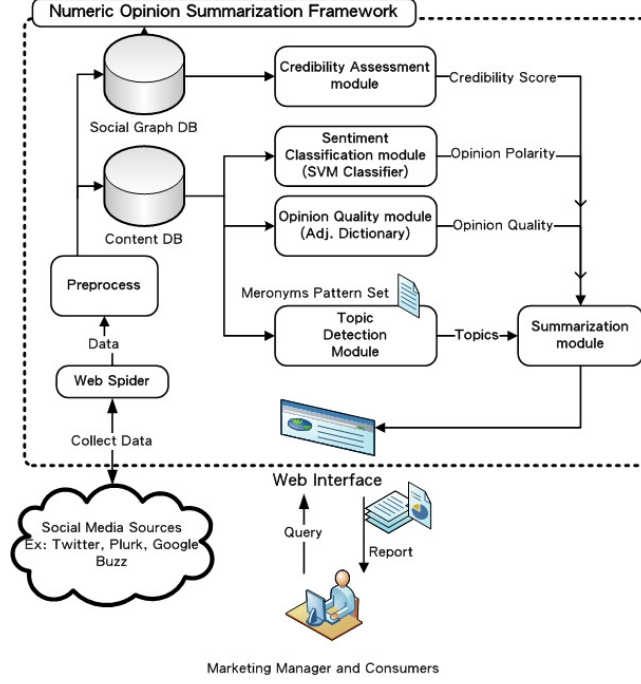 Numeric Opinion Summarization Framework
Social Graph DB
Credibility Assessment
module
Credibility Score
Content DB
Sentiment
Classification module
(SVM Classifier)
Opinion Polarity
Opinion Quality module
(Adj. Dictionary)
Opinion Quality
Preprocess
Meronyms Pattern Set
Topic
Detection
Module
Topics
Summarization
module
Data
Web Spider
Collect Data
Social Media Sources
Ex: Twitter, Plurk, Google
Buzz
Web Interface
Query
Report
Marketing Manager and Consumers